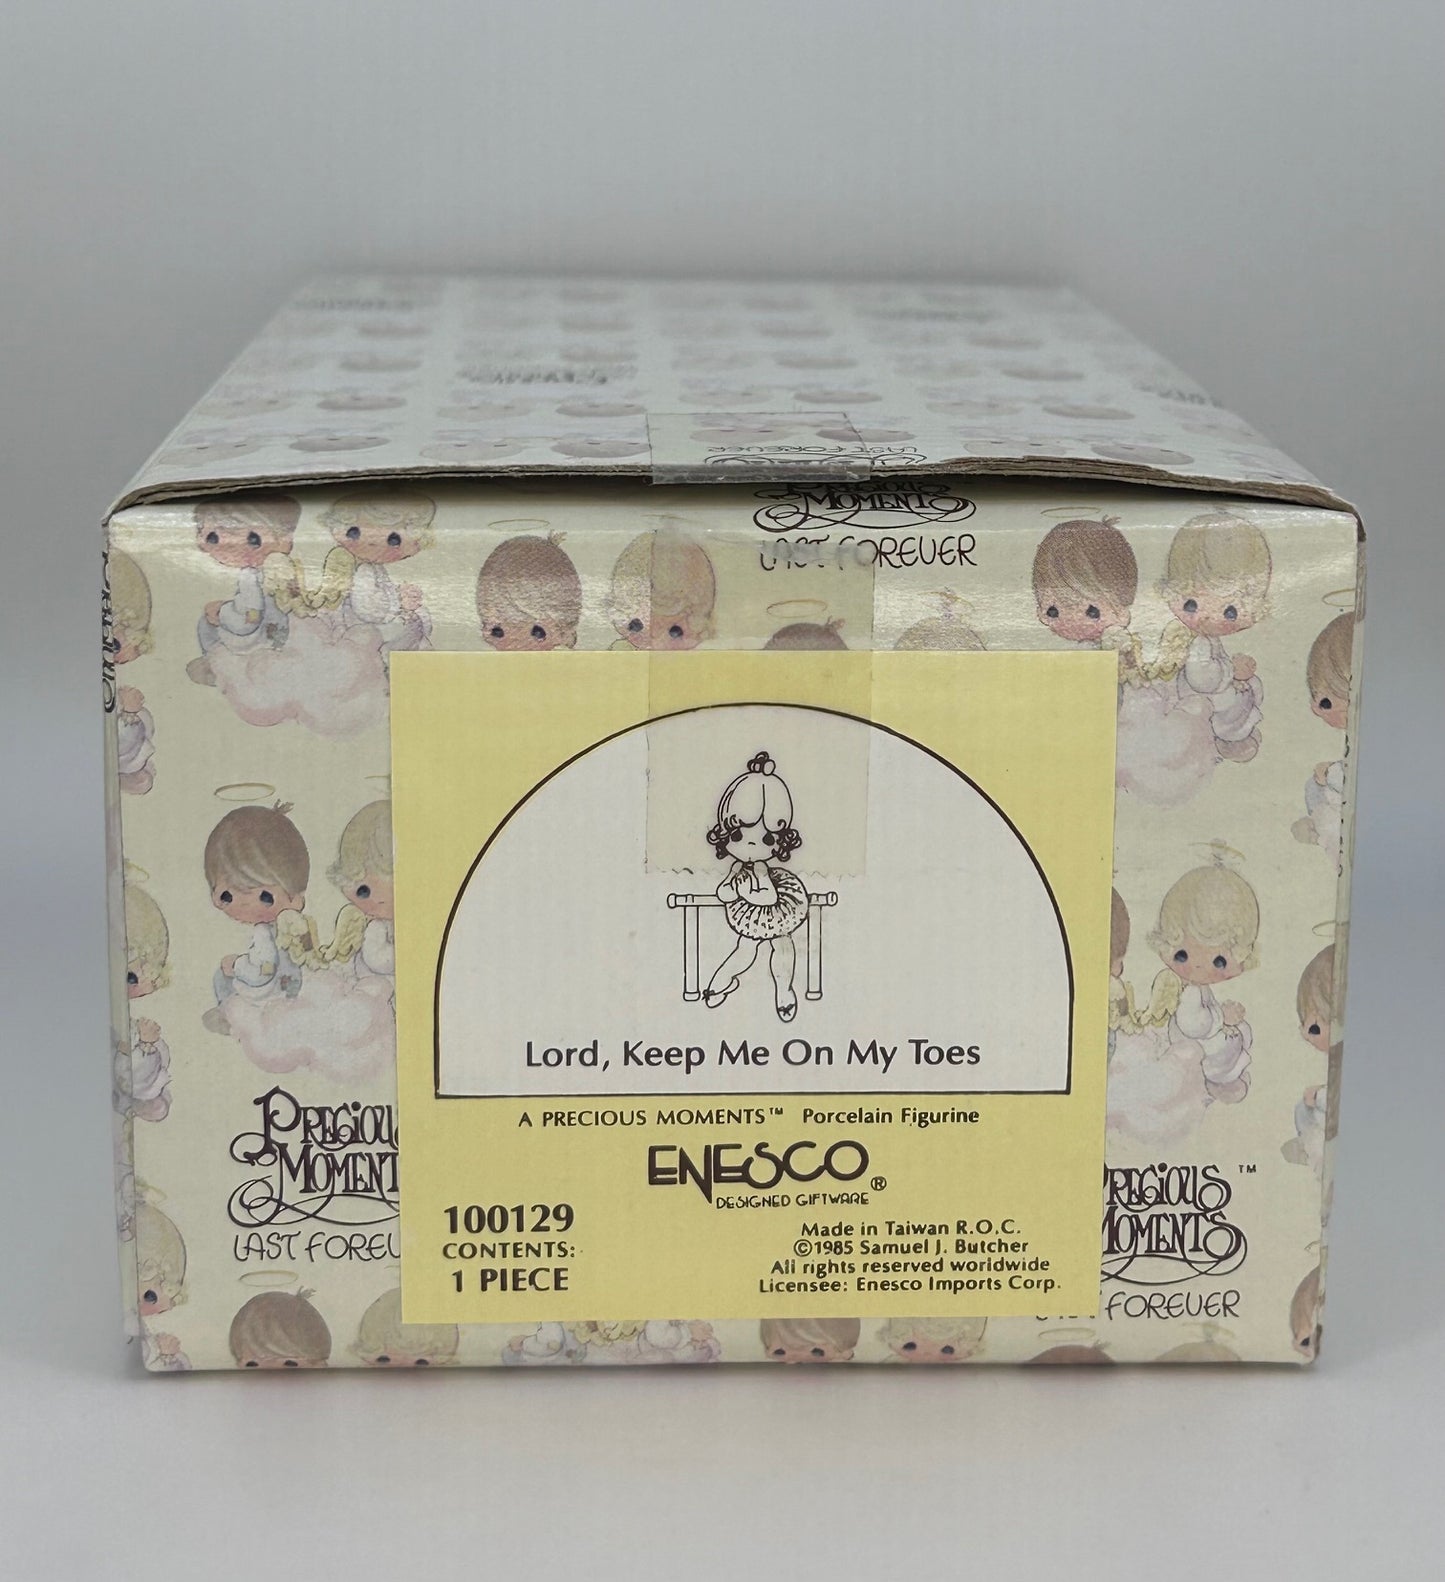 LAST FOREVER
PRECIOUS
MOMENTS
LAST FOREVER
Lord, Keep Me On My Toes
A PRECIOUS MOMENTS™ Porcelain Figurine
ENESCO®
DESIGNED GIFTWARE
100129
CONTENTS:
1 PIECE
Made in Taiwan R.O.C.
©1985 Samuel J. Butcher
All rights reserved worldwide
Licensee: Enesco Imports Corp.
PRECIOUS
MOMENTS
LAST FOREV
PRECIOUS™
MOMENTS
FOREVER